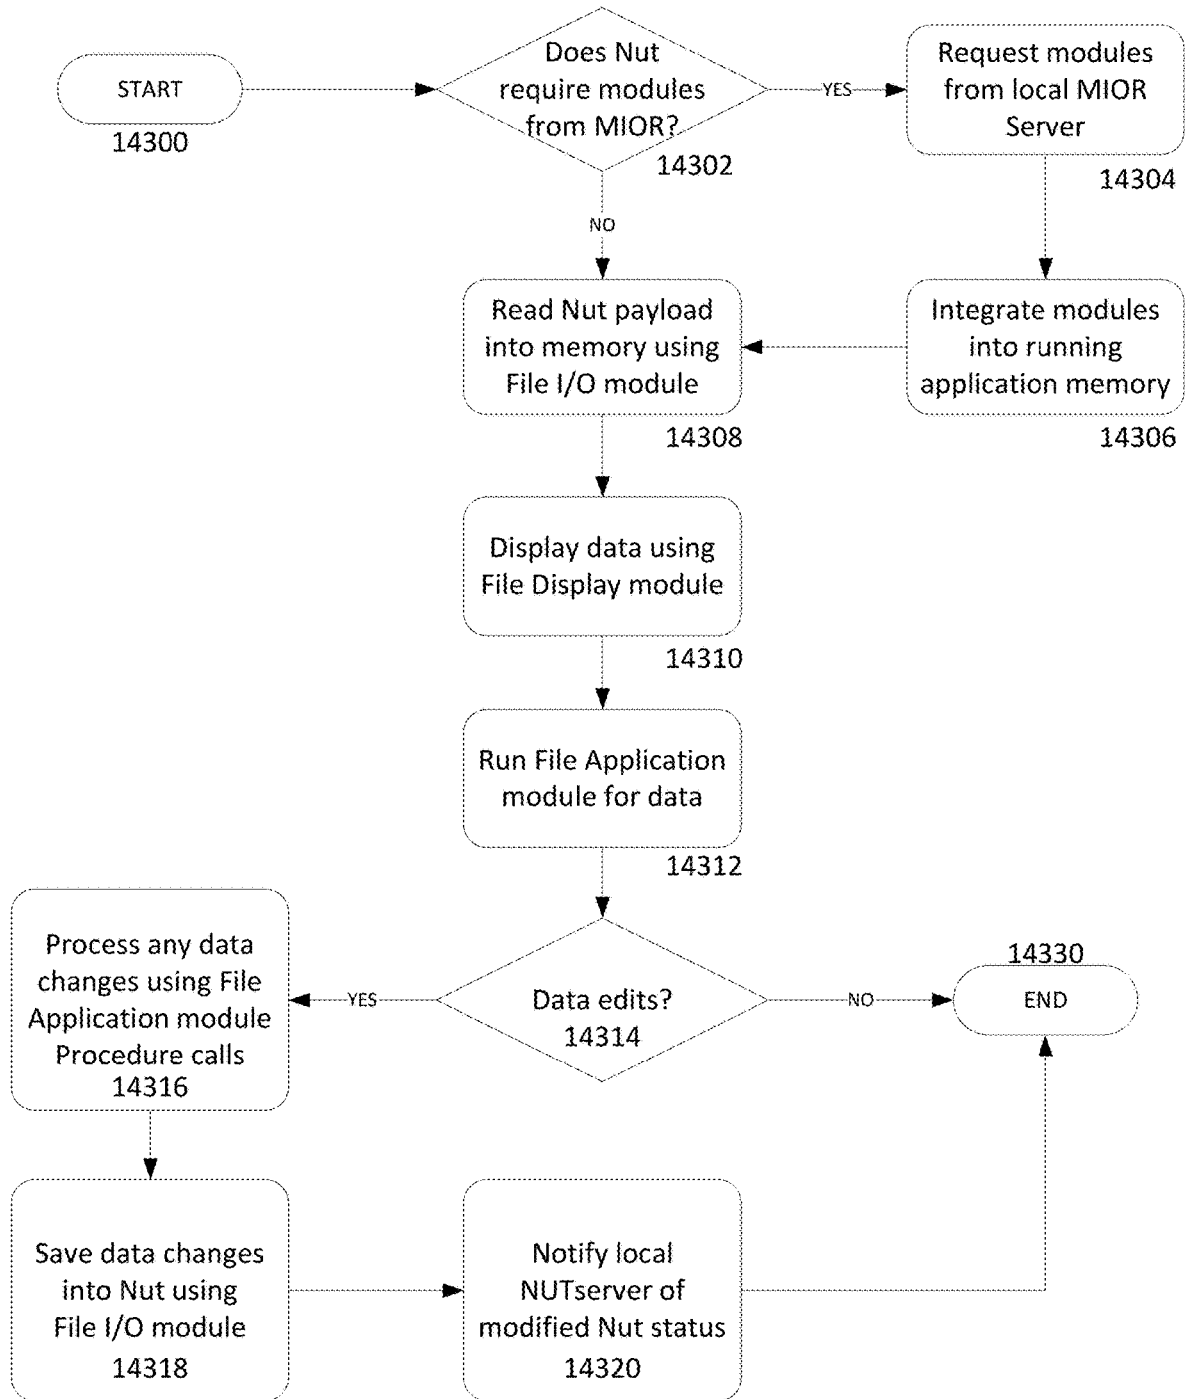 START
14300
Does Nut
require modules
from MIOR?
14302
YES
Request modules
from local MIOR
Server
14304
NO
Read Nut payload
into memory using
File I/O module
14308
Integrate modules
into running
application memory
14306
Display data using
File Display module
14310
Run File Application
module for data
14312
Process any data
changes using File
Application module
Procedure calls
14316
YES
Data edits?
14314
NO
14330
END
Save data changes
into Nut using
File I/O module
14318
Notify local
NUTserver of
modified Nut status
14320